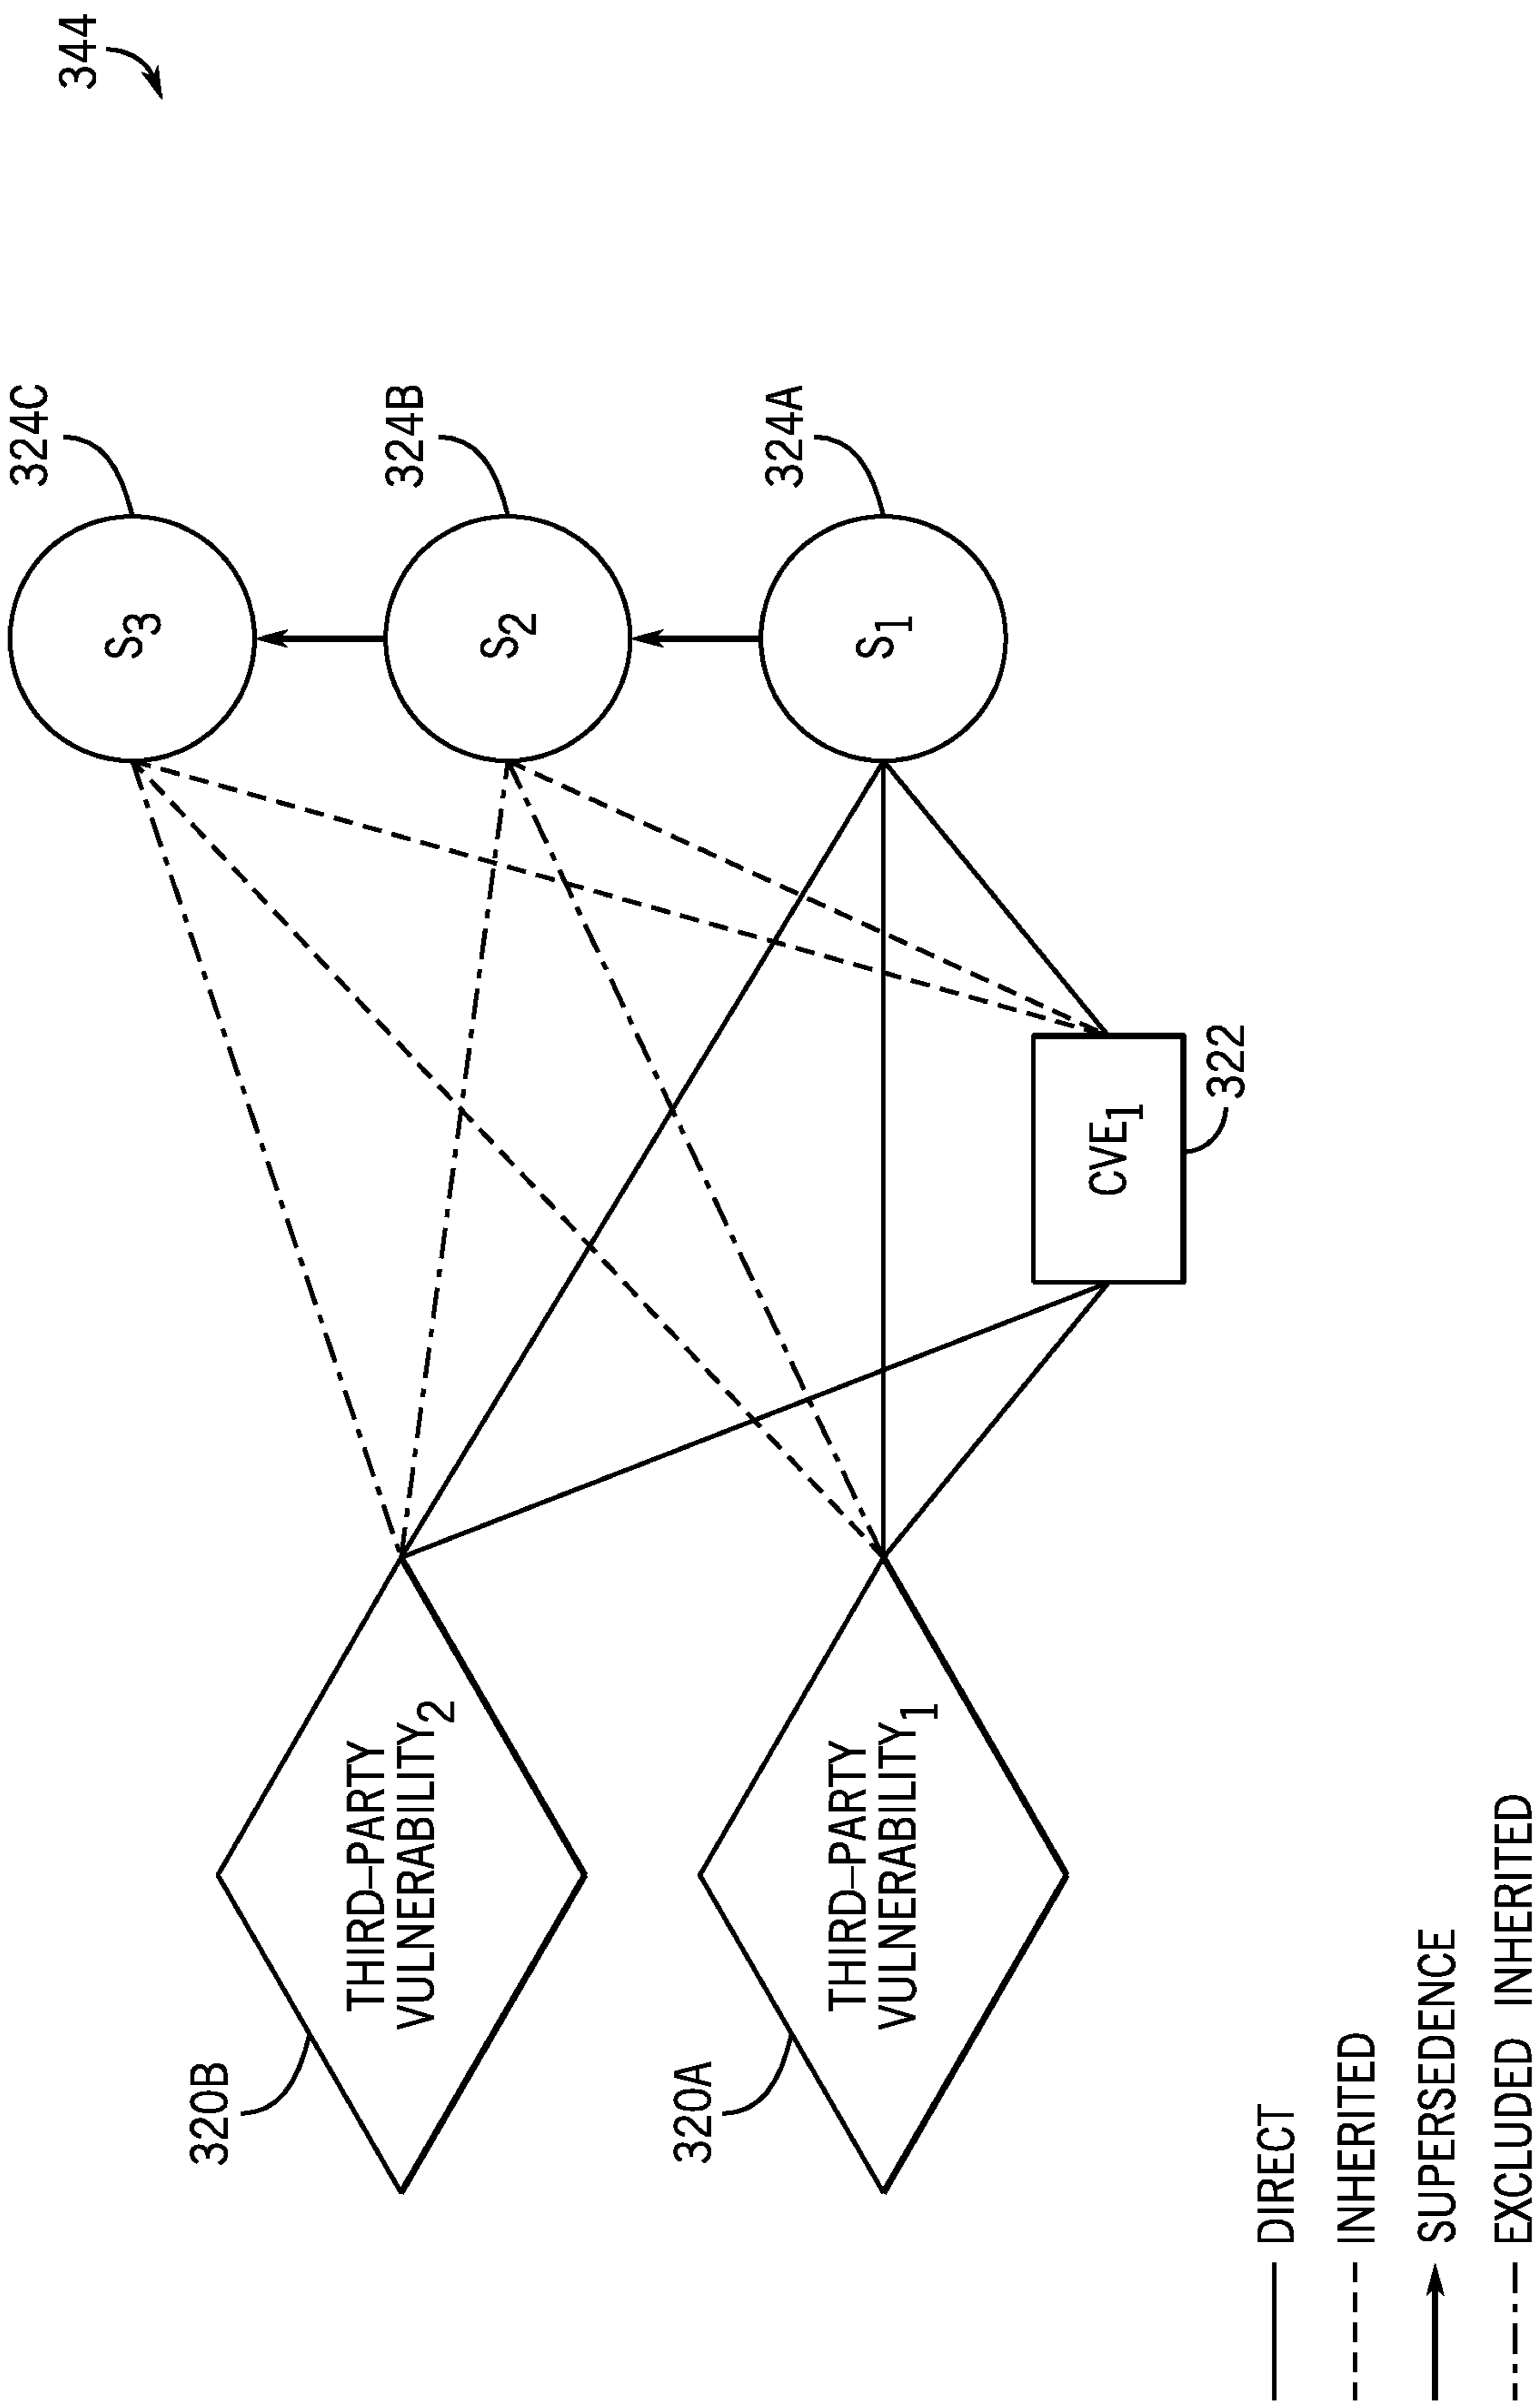 344
324C
324B
324A
S3
S2
S1
CVE1
322
THIRD–PARTY
VULNERABILITY2
320B
THIRD–PARTY
VULNERABILITY1
320A
DIRECT
INHERITED
SUPERSEDENCE
EXCLUDED INHERITED